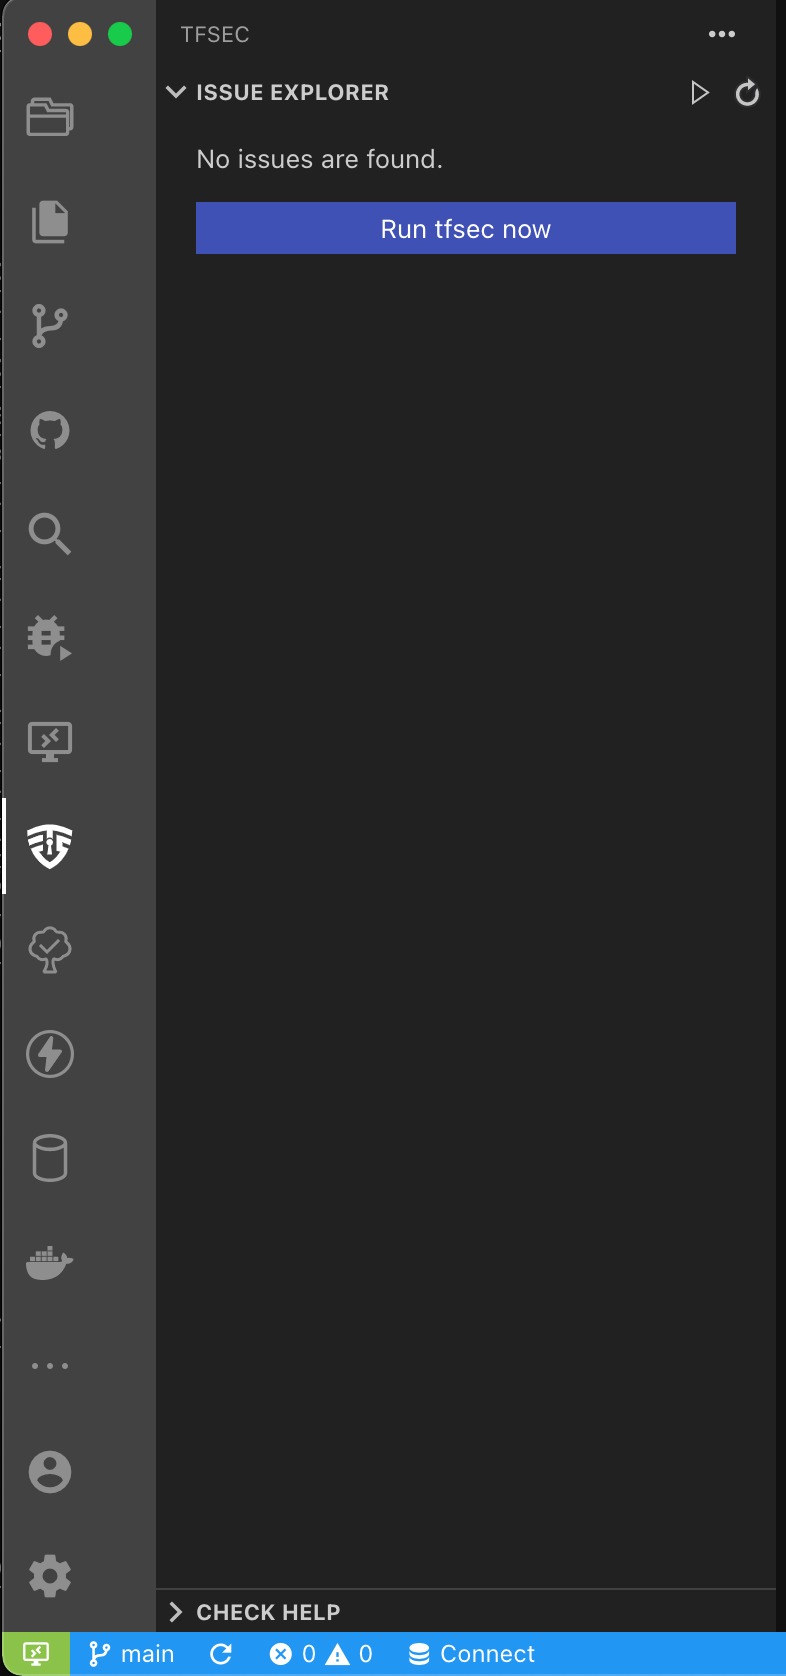 TFSEC
ISSUE EXPLORER
No issues are found.
Run tfsec now
CHECK HELP
main 0 0 Connect